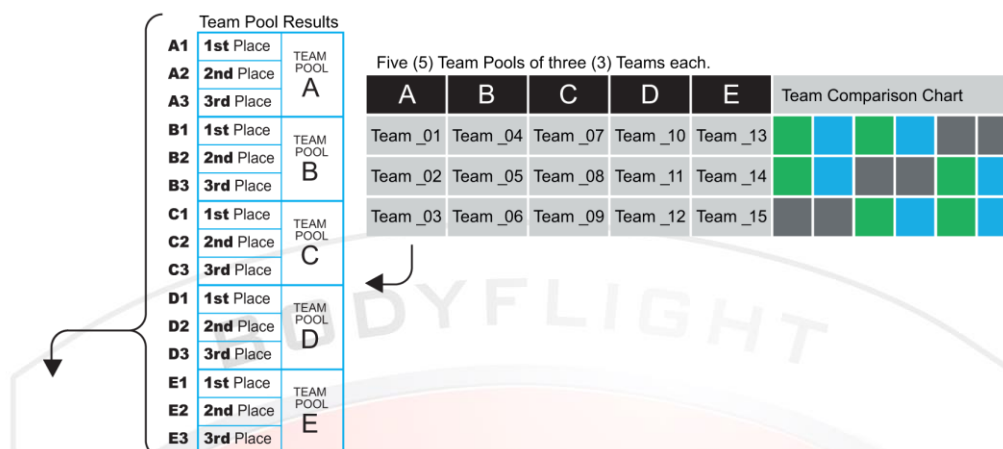 Team Pool Results
A1 1st Place
A2 2nd Place
A3 3rd Place
TEAM
POOL
A
B1 1st Place
B2 2nd Place
B3 3rd Place
TEAM
POOL
B
C1 1st Place
C2 2nd Place
C3 3rd Place
TEAM
POOL
C
D1 1st Place
D2 2nd Place
D3 3rd Place
TEAM
POOL
D
E1 1st Place
E2 2nd Place
E3 3rd Place
TEAM
POOL
E
Five (5) Team Pools of three (3) Teams each.
A B C D E Team Comparison Chart
Team _01 Team _04 Team _07 Team _10 Team _13
Team _02 Team _05 Team _08 Team _11 Team _14
Team _03 Team _06 Team _09 Team _12 Team _15
BODYFLIGHT